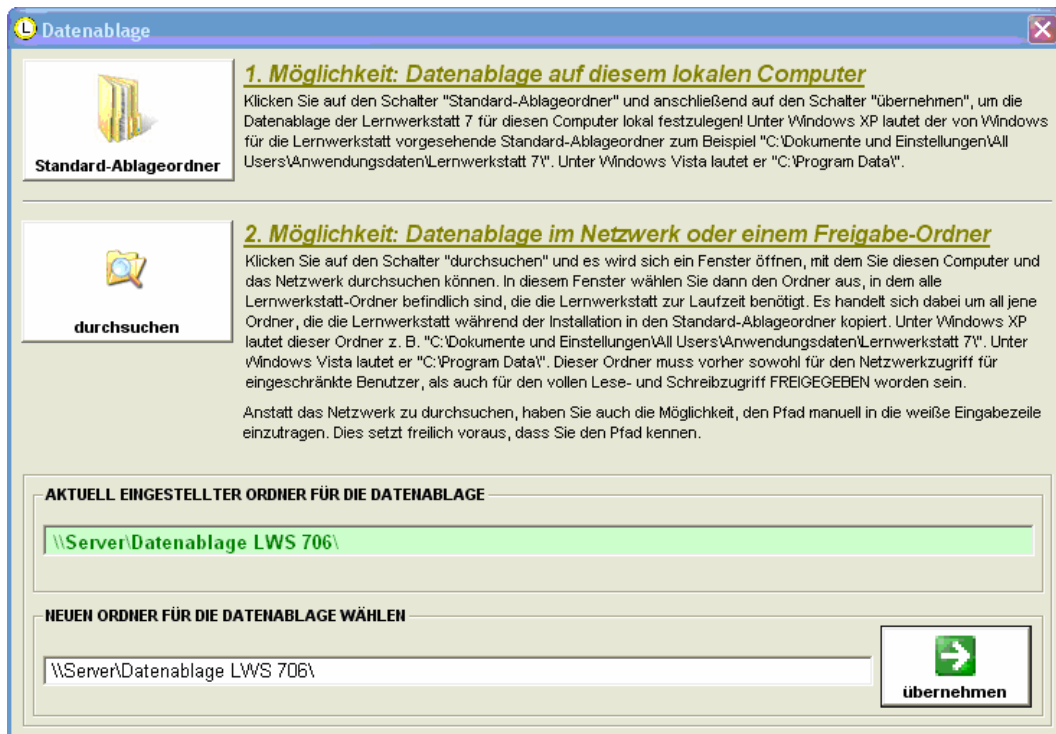 Datenablage
1. Möglichkeit: Datenablage auf diesem lokalen Computer
Klicken Sie auf den Schalter "Standard-Ablageordner" und anschließend auf den Schalter "übernehmen", um die
Datenablage der Lernwerkstatt 7 für diesen Computer lokal festzulegen! Unter Windows XP lautet der von Windows
für die Lernwerkstatt vorgesehende Standard-Ablageordner zum Beispiel "C:\Dokumente und Einstellungen\All
Users\Anwendungsdaten\Lernwerkstatt 7\". Unter Windows Vista lautet er "C:\Program Data\".
Standard-Ablageordner
2. Möglichkeit: Datenablage im Netzwerk oder einem Freigabe-Ordner
Klicken Sie auf den Schalter "durchsuchen" und es wird sich ein Fenster öffnen, mit dem Sie diesen Computer und
das Netzwerk durchsuchen können. In diesem Fenster wählen Sie dann den Ordner aus, in dem alle
Lernwerkstatt-Ordner befindlich sind, die die Lernwerkstatt zur Laufzeit benötigt. Es handelt sich dabei um all jene
Ordner, die die Lernwerkstatt während der Installation in den Standard-Ablageordner kopiert. Unter Windows XP
lautet dieser Ordner z. B. "C:\Dokumente und Einstellungen\All Users\Anwendungsdaten\Lernwerkstatt 7\". Unter
Windows Vista lautet er "C:\Program Data\". Dieser Ordner muss vorher sowohl für den Netzwerkzugriff für
eingeschränkte Benutzer, als auch für den vollen Lese- und Schreibzugriff FREIGEGEBEN worden sein.
durchsuchen
Anstatt das Netzwerk zu durchsuchen, haben Sie auch die Möglichkeit, den Pfad manuell in die weiße Eingabezeile
einzutragen. Dies setzt freilich voraus, dass Sie den Pfad kennen.
AKTUELL EINGESTELLTER ORDNER FÜR DIE DATENABLAGE
\\Server\Datenablage LWS 706\
NEUEN ORDNER FÜR DIE DATENABLAGE WÄHLEN
\\Server\Datenablage LWS 706\
übernehmen